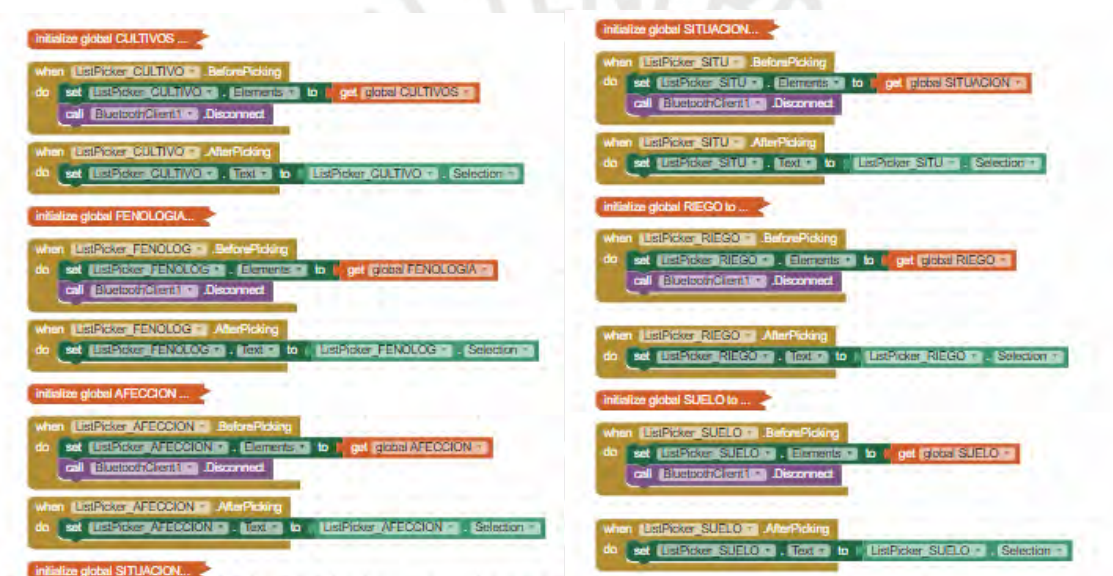 initialize global CULTIVOS ...
when ListPicker_CULTIVO .BeforePicking
do set ListPicker_CULTIVO . Elements to get global CULTIVOS
call BluetoothClient1 .Disconnect
when ListPicker_CULTIVO .AfterPicking
do set ListPicker_CULTIVO . Text to ListPicker_CULTIVO . Selection
initialize global FENOLOGIA...
when ListPicker_FENOLOG .BeforePicking
do set ListPicker_FENOLOG . Elements to get global FENOLOGIA
call BluetoothClient1 .Disconnect
when ListPicker_FENOLOG .AfterPicking
do set ListPicker_FENOLOG . Text to ListPicker_FENOLOG . Selection
initialize global AFECCION ...
when ListPicker_AFECCION .BeforePicking
do set ListPicker_AFECCION . Elements to get global AFECCION
call BluetoothClient1 .Disconnect
when ListPicker_AFECCION .AfterPicking
do set ListPicker_AFECCION . Text to ListPicker_AFECCION . Selection
initialize global SITUACION...
initialize global SITUACION...
when ListPicker_SITU .BeforePicking
do set ListPicker_SITU . Elements to get global SITUACION
call BluetoothClient1 .Disconnect
when ListPicker_SITU .AfterPicking
do set ListPicker_SITU . Text to ListPicker_SITU . Selection
initialize global RIEGO to ...
when ListPicker_RIEGO .BeforePicking
do set ListPicker_RIEGO . Elements to get global RIEGO
call BluetoothClient1 .Disconnect
when ListPicker_RIEGO .AfterPicking
do set ListPicker_RIEGO . Text to ListPicker_RIEGO . Selection
initialize global SUELO to ...
when ListPicker_SUELO .BeforePicking
do set ListPicker_SUELO . Elements to get global SUELO
call BluetoothClient1 .Disconnect
when ListPicker_SUELO .AfterPicking
do set ListPicker_SUELO . Text to ListPicker_SUELO . Selection